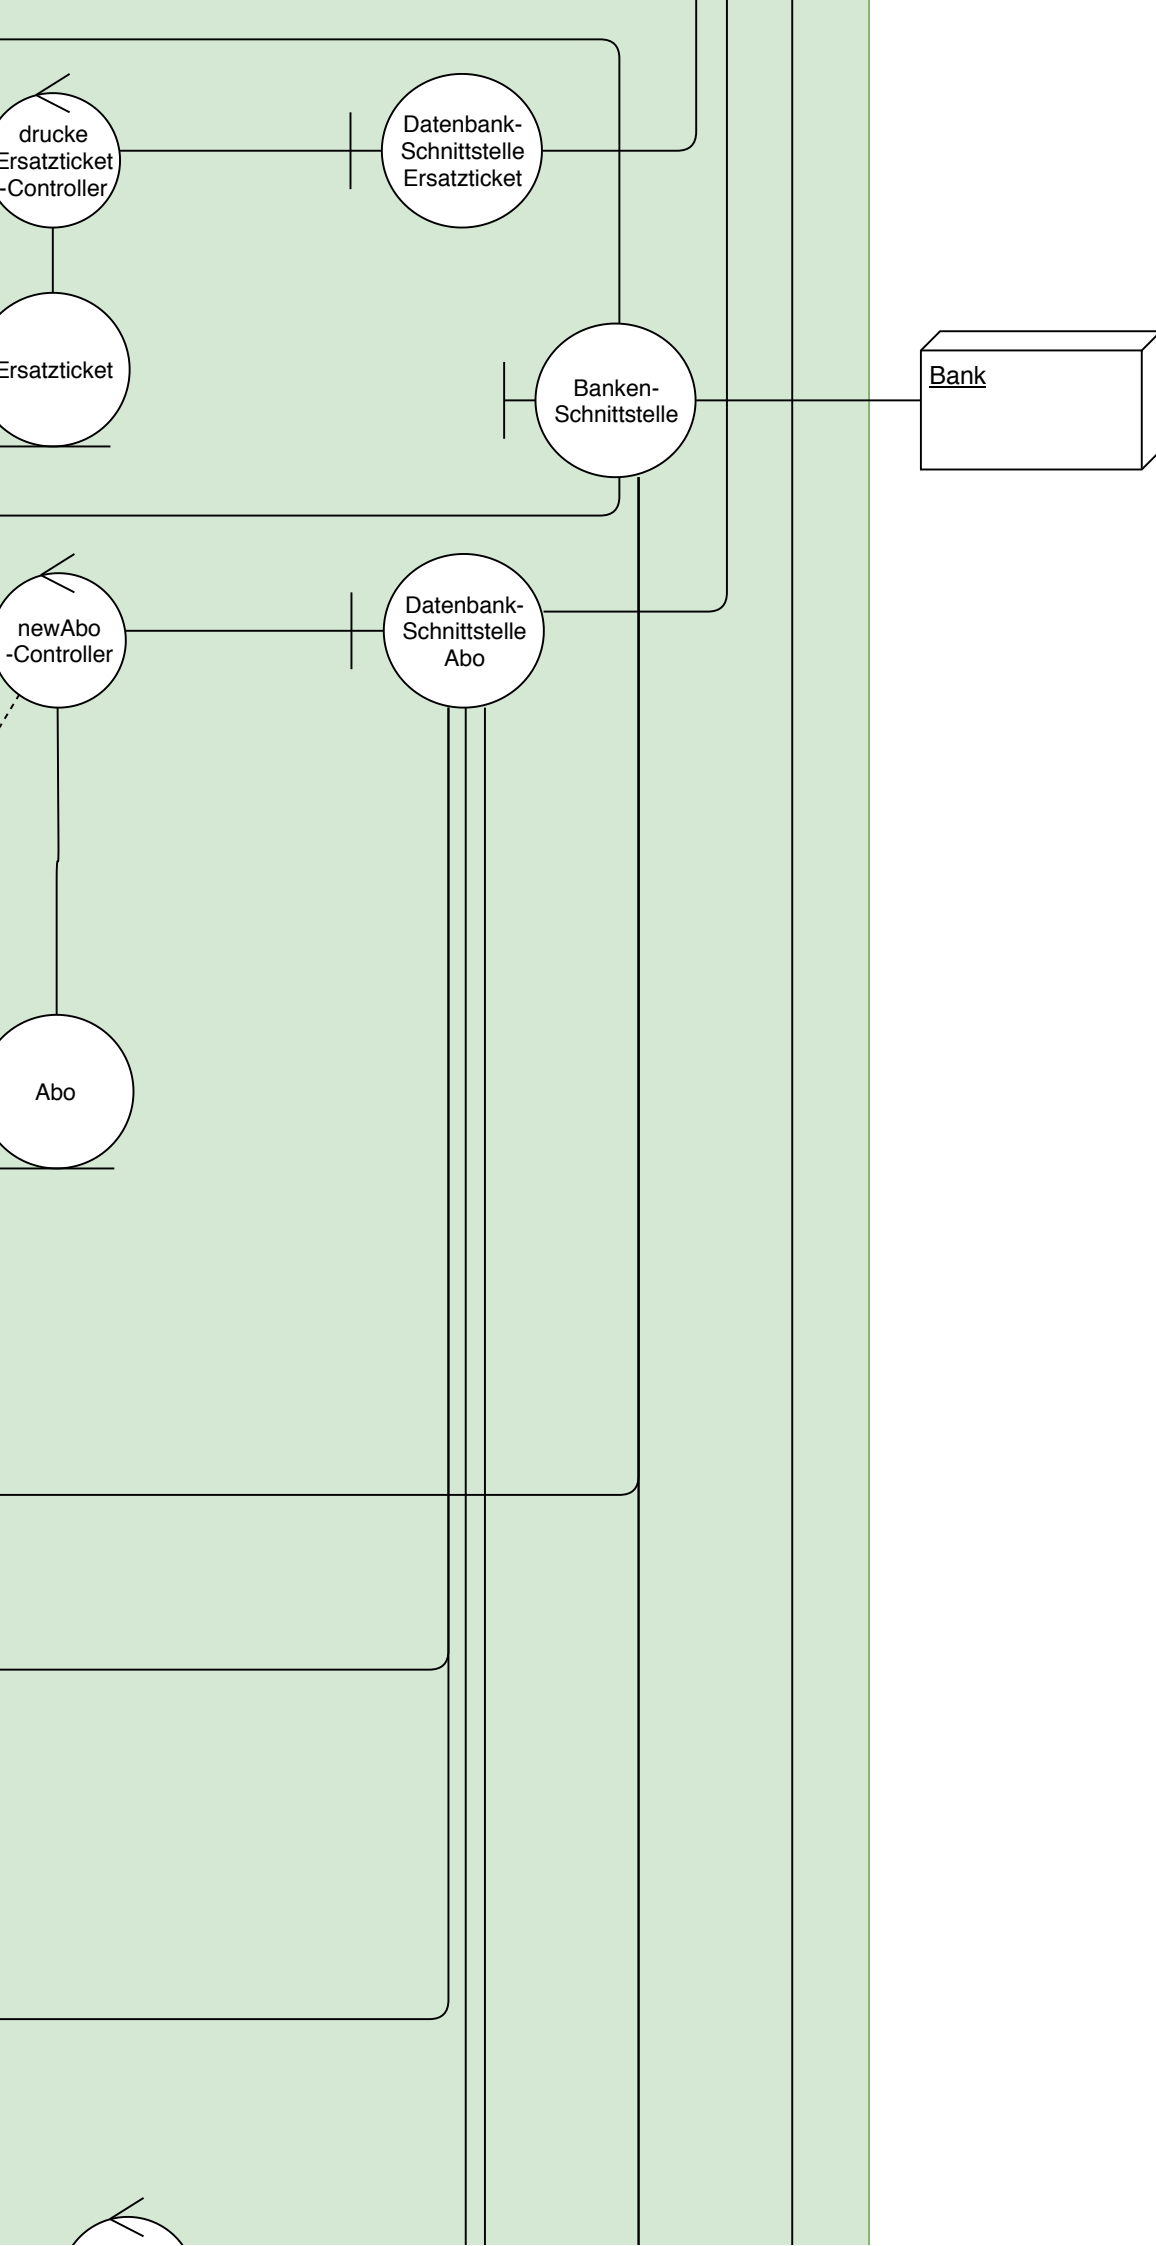 drucke
Ersatzticket
-Controller
Datenbank-
Schnittstelle
Ersatzticket
Ersatzticket
Banken-
Schnittstelle
Bank
newAbo
-Controller
Datenbank-
Schnittstelle
Abo
Abo